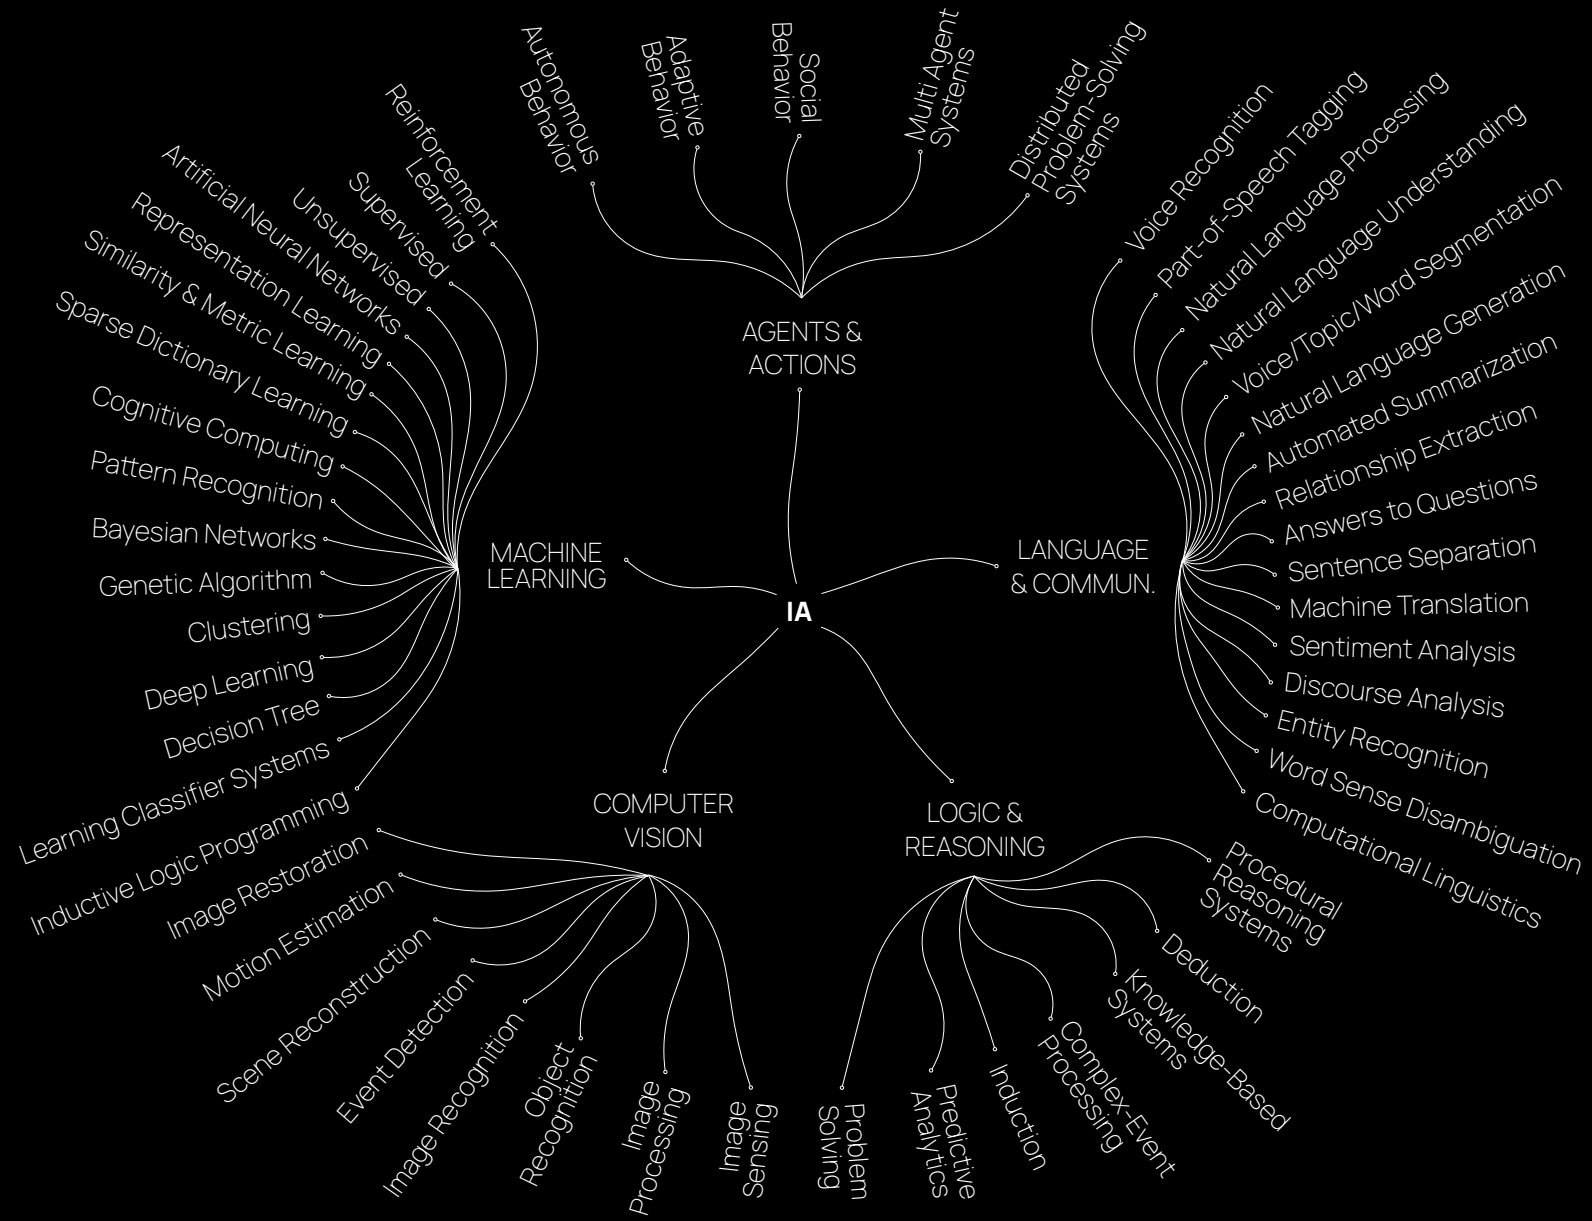 Autonomous
Behavior
Adaptive
Behavior
Social
Behavior
Multi Agent
Systems
Distributed
Problem-Solving
Systems
AGENTS &
ACTIONS
Reinforcement
Learning
Supervised
Unsupervised
Artificial Neural Networks
Representation Learning
Similarity & Metric Learning
Sparse Dictionary Learning
Cognitive Computing
Pattern Recognition
Bayesian Networks
Genetic Algorithm
Clustering
Deep Learning
Decision Tree
Learning Classifier Systems
Inductive Logic Programming
MACHINE
LEARNING
IA
LANGUAGE
& COMMUN.
Voice Recognition
Part-of-Speech Tagging
Natural Language Processing
Natural Language Understanding
Voice/Topic/Word Segmentation
Natural Language Generation
Automated Summarization
Relationship Extraction
Answers to Questions
Sentence Separation
Machine Translation
Sentiment Analysis
Discourse Analysis
Entity Recognition
Word Sense Disambiguation
Computational Linguistics
COMPUTER
VISION
Image Restoration
Motion Estimation
Scene Reconstruction
Event Detection
Image Recognition
Object
Recognition
Image
Processing
Image
Sensing
LOGIC &
REASONING
Problem
Solving
Predictive
Analytics
Induction
Complex-Event
Processing
Knowledge-Based
Systems
Deduction
Procedural
Reasoning
Systems